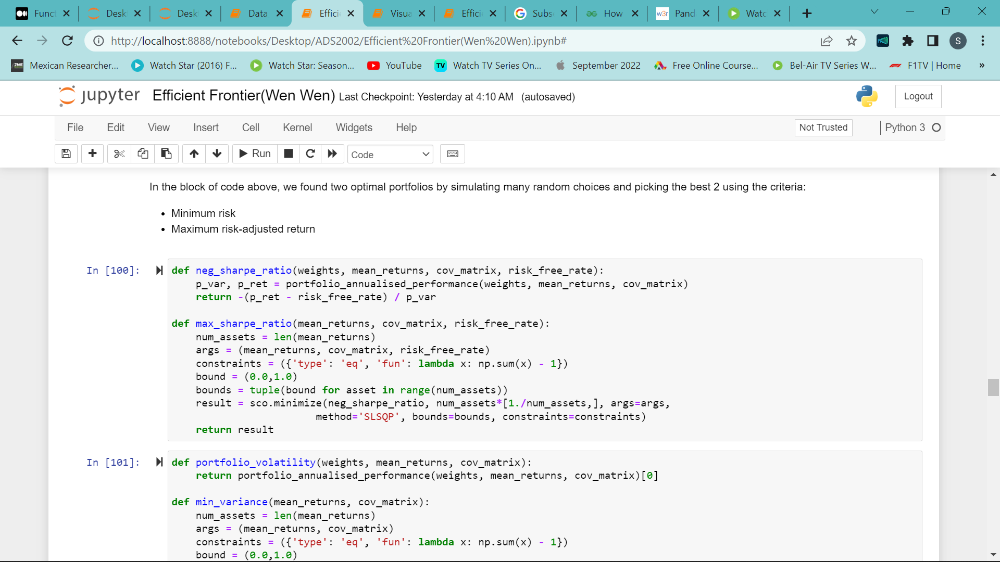 Funct
Desk
Desk
Data_
Effici
Visua
Effici
Subs
How
w3r Pand
Watc
http://localhost:8888/notebooks/Desktop/ADS2002/Efficient%20Frontier(Wen%20Wen).ipynb#
S
Mexican Researcher...
Watch Star (2016) F...
Watch Star: Season...
YouTube
TV Watch TV Series On...
September 2022
Free Online Course...
Bel-Air TV Series W...
F1TV | Home
»
jupyter Efficient Frontier(Wen Wen) Last Checkpoint: Yesterday at 4:10 AM (autosaved)
Logout
File Edit View Insert Cell Kernel Widgets Help
Not Trusted
Python 3
Run
Code
In the block of code above, we found two optimal portfolios by simulating many random choices and picking the best 2 using the criteria:
• Minimum risk
• Maximum risk-adjusted return
In [100]:
def neg_sharpe_ratio(weights, mean_returns, cov_matrix, risk_free_rate):
    p_var, p_ret = portfolio_annualised_performance(weights, mean_returns, cov_matrix)
    return -(p_ret - risk_free_rate) / p_var
def max_sharpe_ratio(mean_returns, cov_matrix, risk_free_rate):
    num_assets = len(mean_returns)
    args = (mean_returns, cov_matrix, risk_free_rate)
    constraints = ({'type': 'eq', 'fun': lambda x: np.sum(x) - 1})
    bound = (0.0,1.0)
    bounds = tuple(bound for asset in range(num_assets))
    result = sco.minimize(neg_sharpe_ratio, num_assets*[1./num_assets,], args=args,
                        method='SLSQP', bounds=bounds, constraints=constraints)
    return result
In [101]:
def portfolio_volatility(weights, mean_returns, cov_matrix):
    return portfolio_annualised_performance(weights, mean_returns, cov_matrix)[0]
def min_variance(mean_returns, cov_matrix):
    num_assets = len(mean_returns)
    args = (mean_returns, cov_matrix)
    constraints = ({'type': 'eq', 'fun': lambda x: np.sum(x) - 1})
    bound = (0.0,1.0)